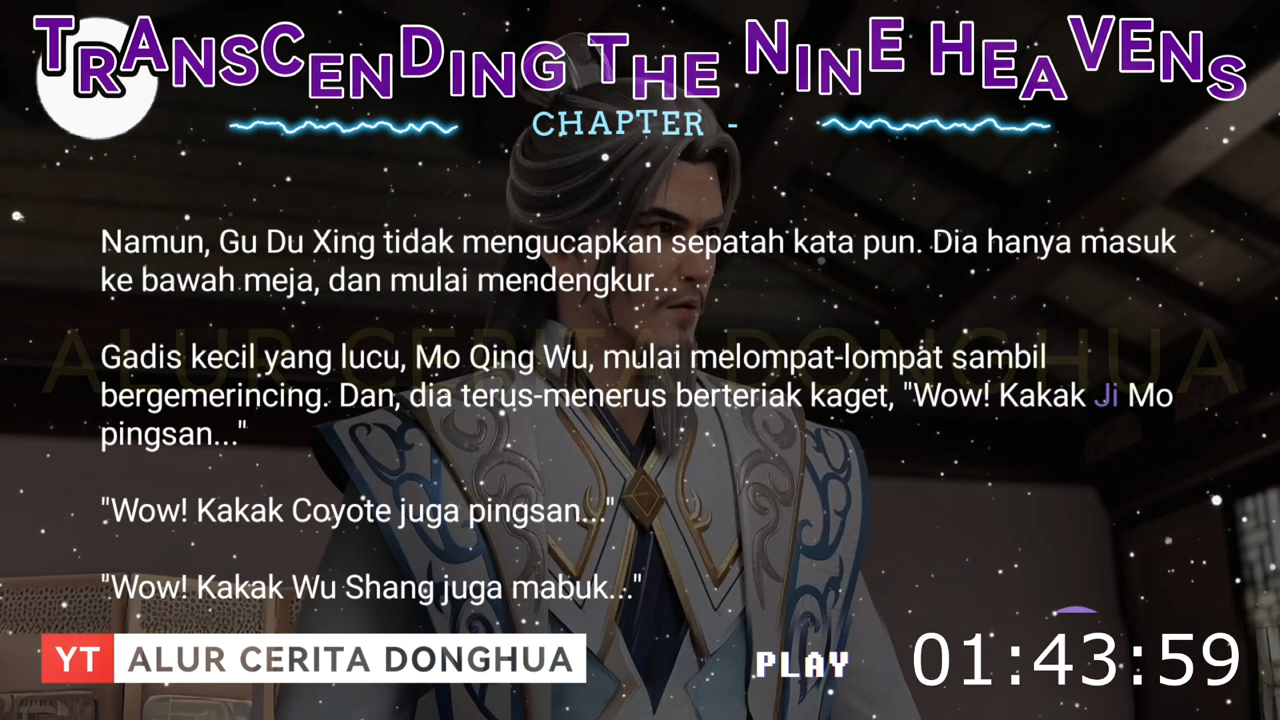 TRANSCENDING THE NINE HEAVENS
CHAPTER -
Namun, Gu Du Xing tidak mengucapkan sepatah kata pun. Dia hanya masuk
ke bawah meja, dan mulai mendengkur...
ALUR CERITA DONGHUA
Gadis kecil yang lucu, Mo Qing Wu, mulai melompat-lompat sambil
bergemerincing. Dan, dia terus-menerus berteriak kaget, "Wow! Kakak Ji Mo
pingsan..."
"Wow! Kakak Coyote juga pingsan..."
"Wow! Kakak Wu Shang juga mabuk..."
YT ALUR CERITA DONGHUA
PLAY
01:43:59